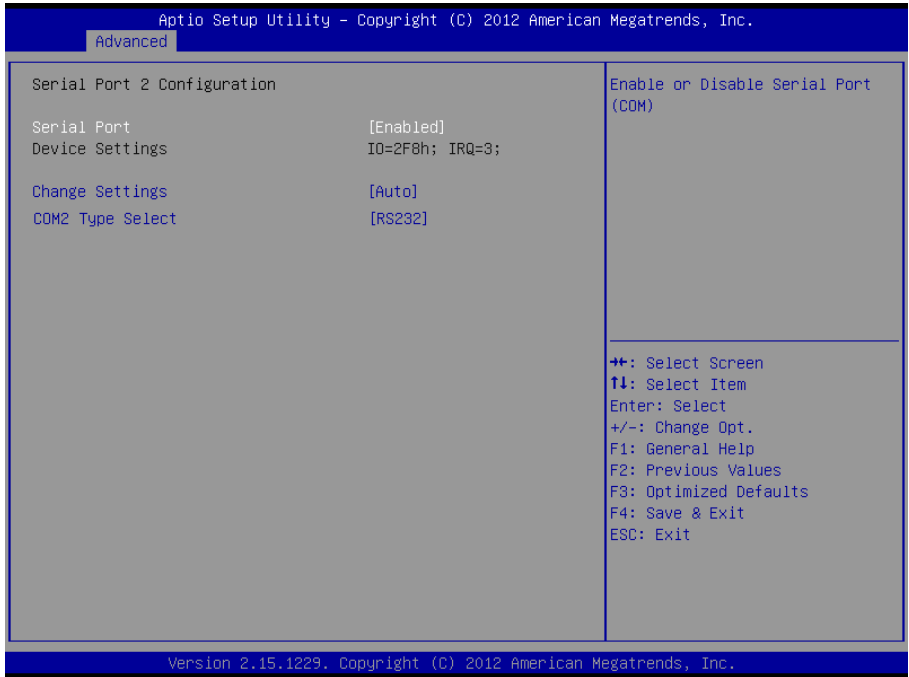 Aptio Setup Utility – Copyright (C) 2012 American Megatrends, Inc.
Advanced
Serial Port 2 Configuration
Serial Port [Enabled]
Device Settings IO=2F8h; IRQ=3;
Change Settings [Auto]
COM2 Type Select [RS232]
Enable or Disable Serial Port
(COM)
→←: Select Screen
↑↓: Select Item
Enter: Select
+/-: Change Opt.
F1: General Help
F2: Previous Values
F3: Optimized Defaults
F4: Save & Exit
ESC: Exit
Version 2.15.1229. Copyright (C) 2012 American Megatrends, Inc.